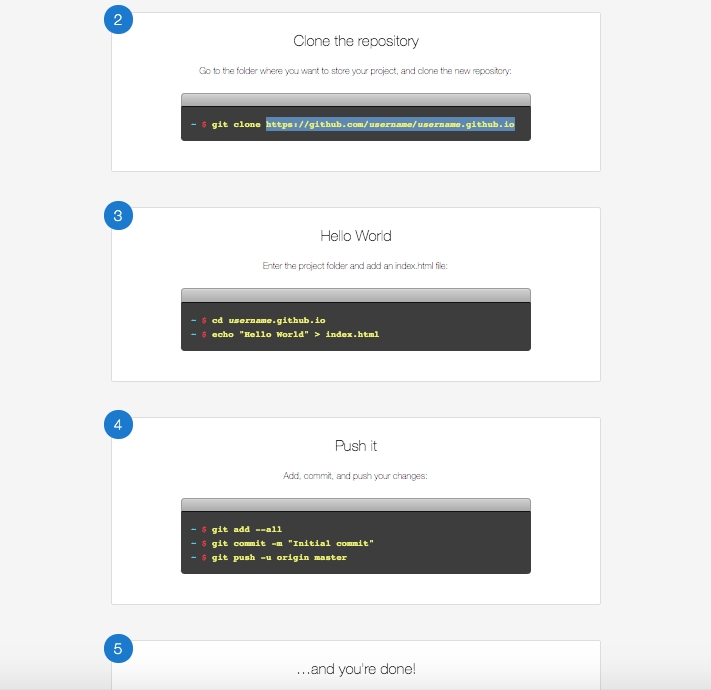 2
Clone the repository
Go to the folder where you want to store your project, and clone the new repository:
~ $ git clone https://github.com/username/username.github.io
3
Hello World
Enter the project folder and add an index.html file:
~ $ cd username.github.io
~ $ echo "Hello World" > index.html
4
Push it
Add, commit, and push your changes:
~ $ git add --all
~ $ git commit -m "Initial commit"
~ $ git push -u origin master
5
…and you're done!